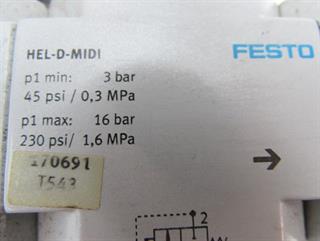 HEL-D-MIDI
FESTO
p1 min: 3 bar
45 psi / 0,3 MPa
p1 max: 16 bar
230 psi/ 1,6 MPa
170691
T543
2